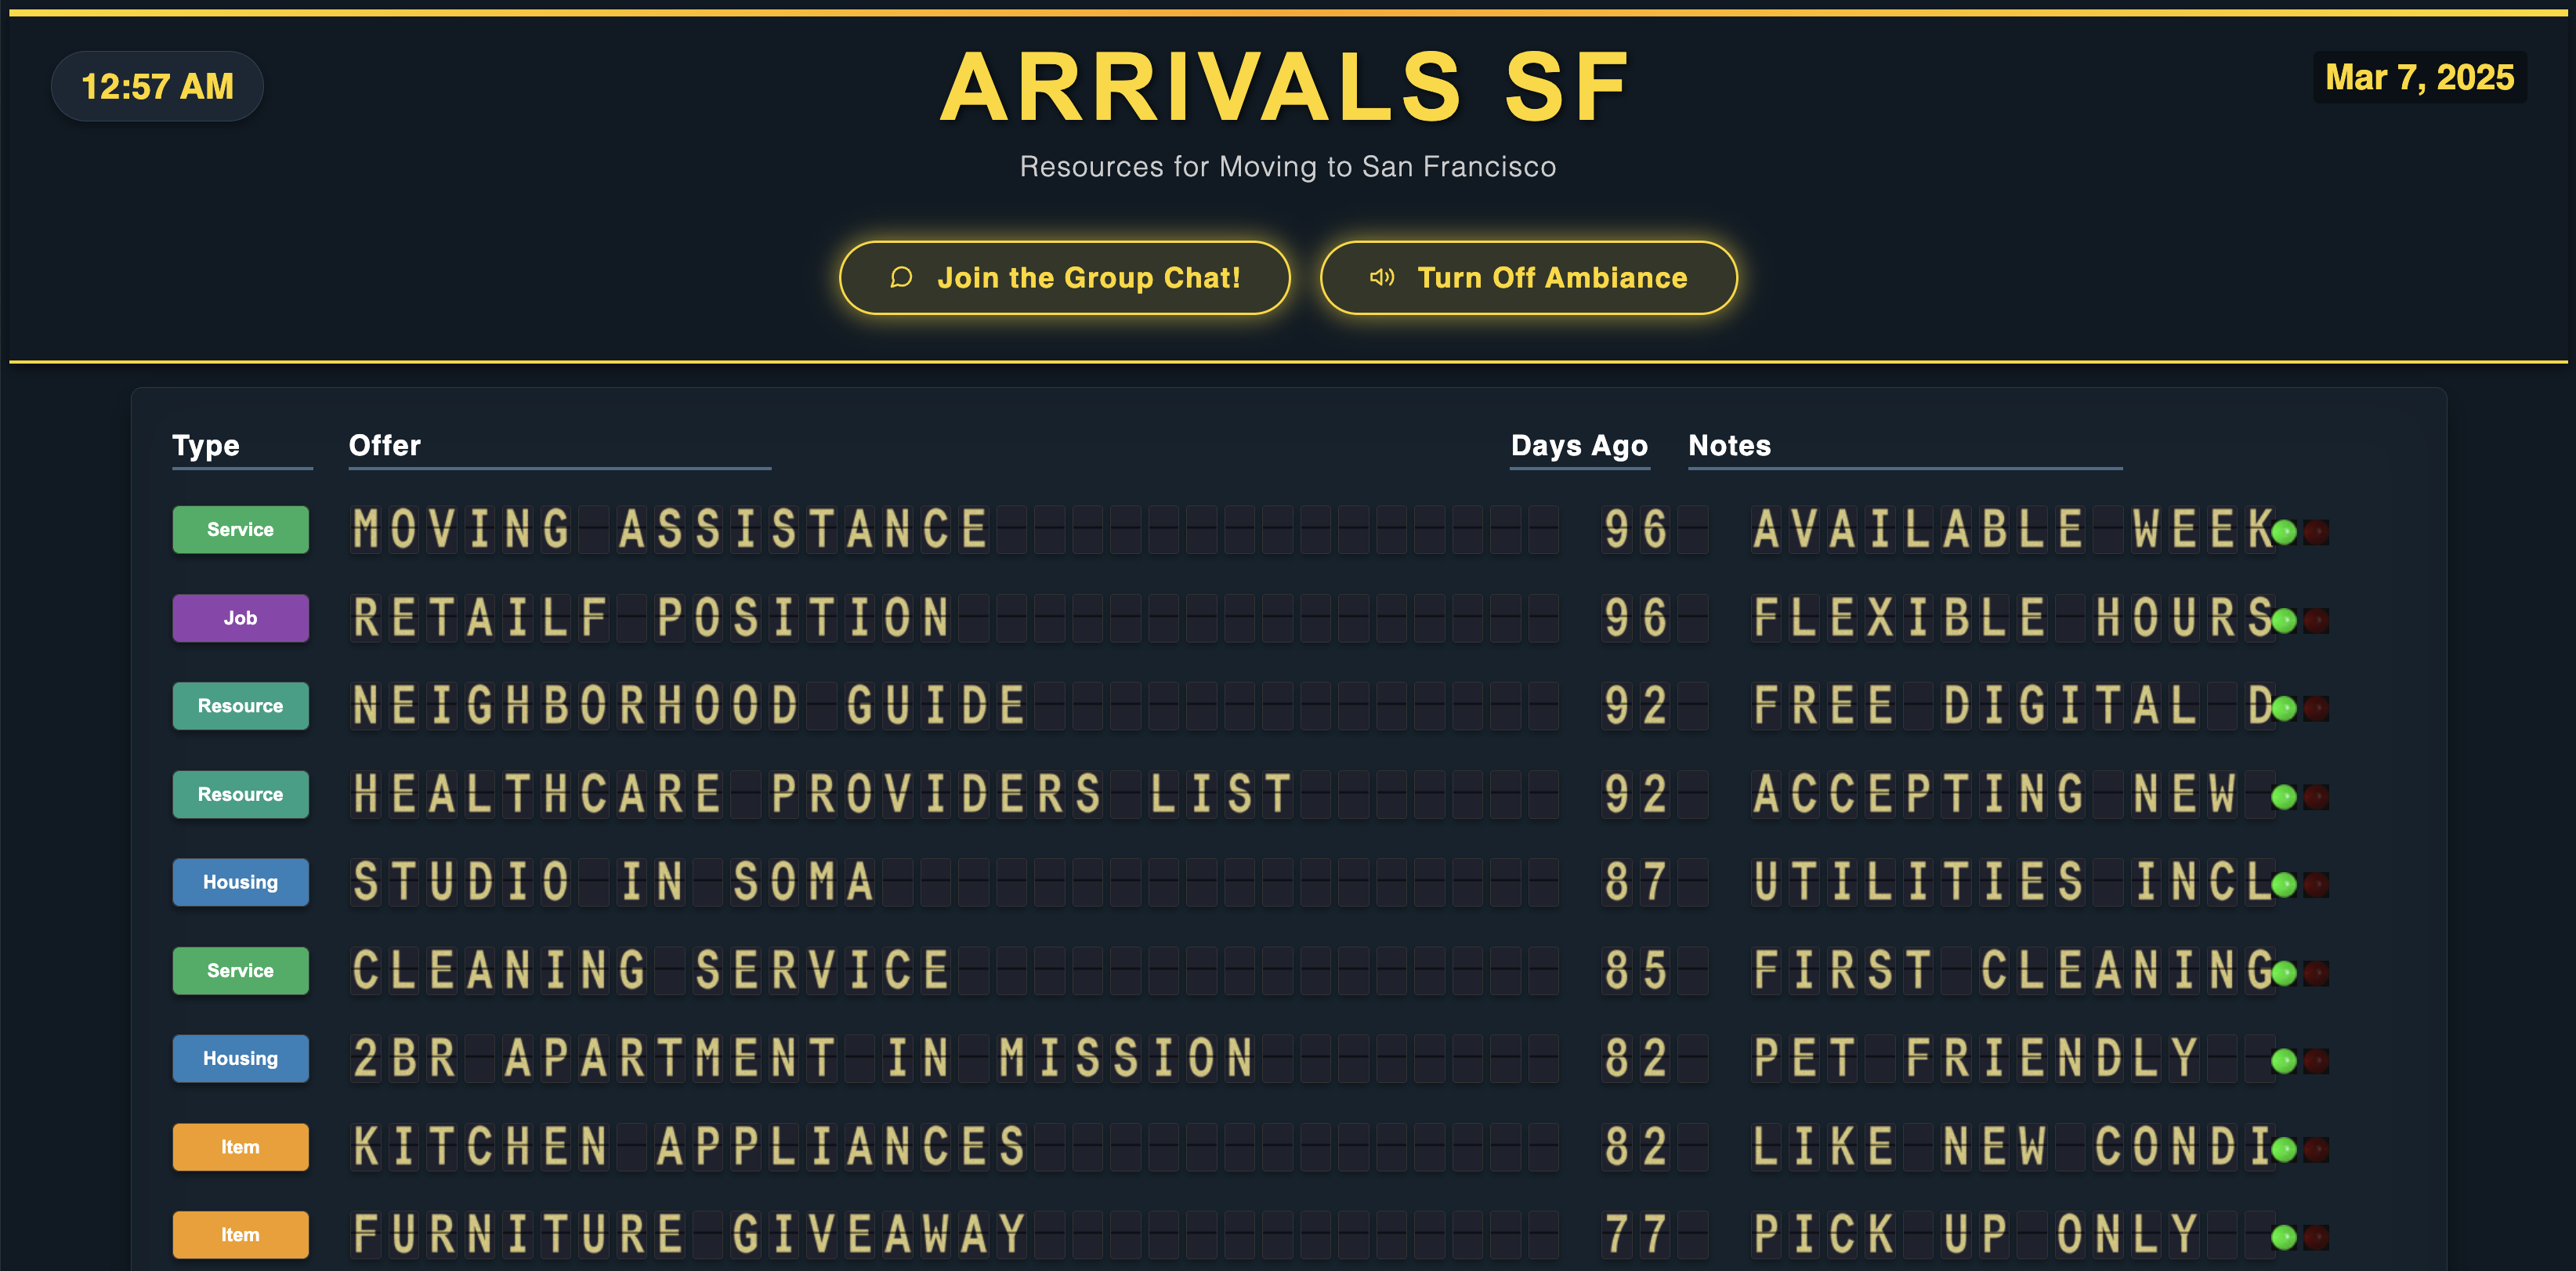 12:57 AM
ARRIVALS SF
Mar 7, 2025
Resources for Moving to San Francisco
Join the Group Chat!
Turn Off Ambiance
Type Offer Days Ago Notes
Service MOVING ASSISTANCE 96 AVAILABLE WEEK
Job RETAILF POSITION 96 FLEXIBLE HOURS
Resource NEIGHBORHOOD GUIDE 92 FREE DIGITAL D
Resource HEALTHCARE PROVIDERS LIST 92 ACCEPTING NEW
Housing STUDIO IN SOMA 87 UTILITIES INCL
Service CLEANING SERVICE 85 FIRST CLEANING
Housing 2BR APARTMENT IN MISSION 82 PET FRIENDLY
Item KITCHEN APPLIANCES 82 LIKE NEW CONDI
Item FURNITURE GIVEAWAY 77 PICK UP ONLY